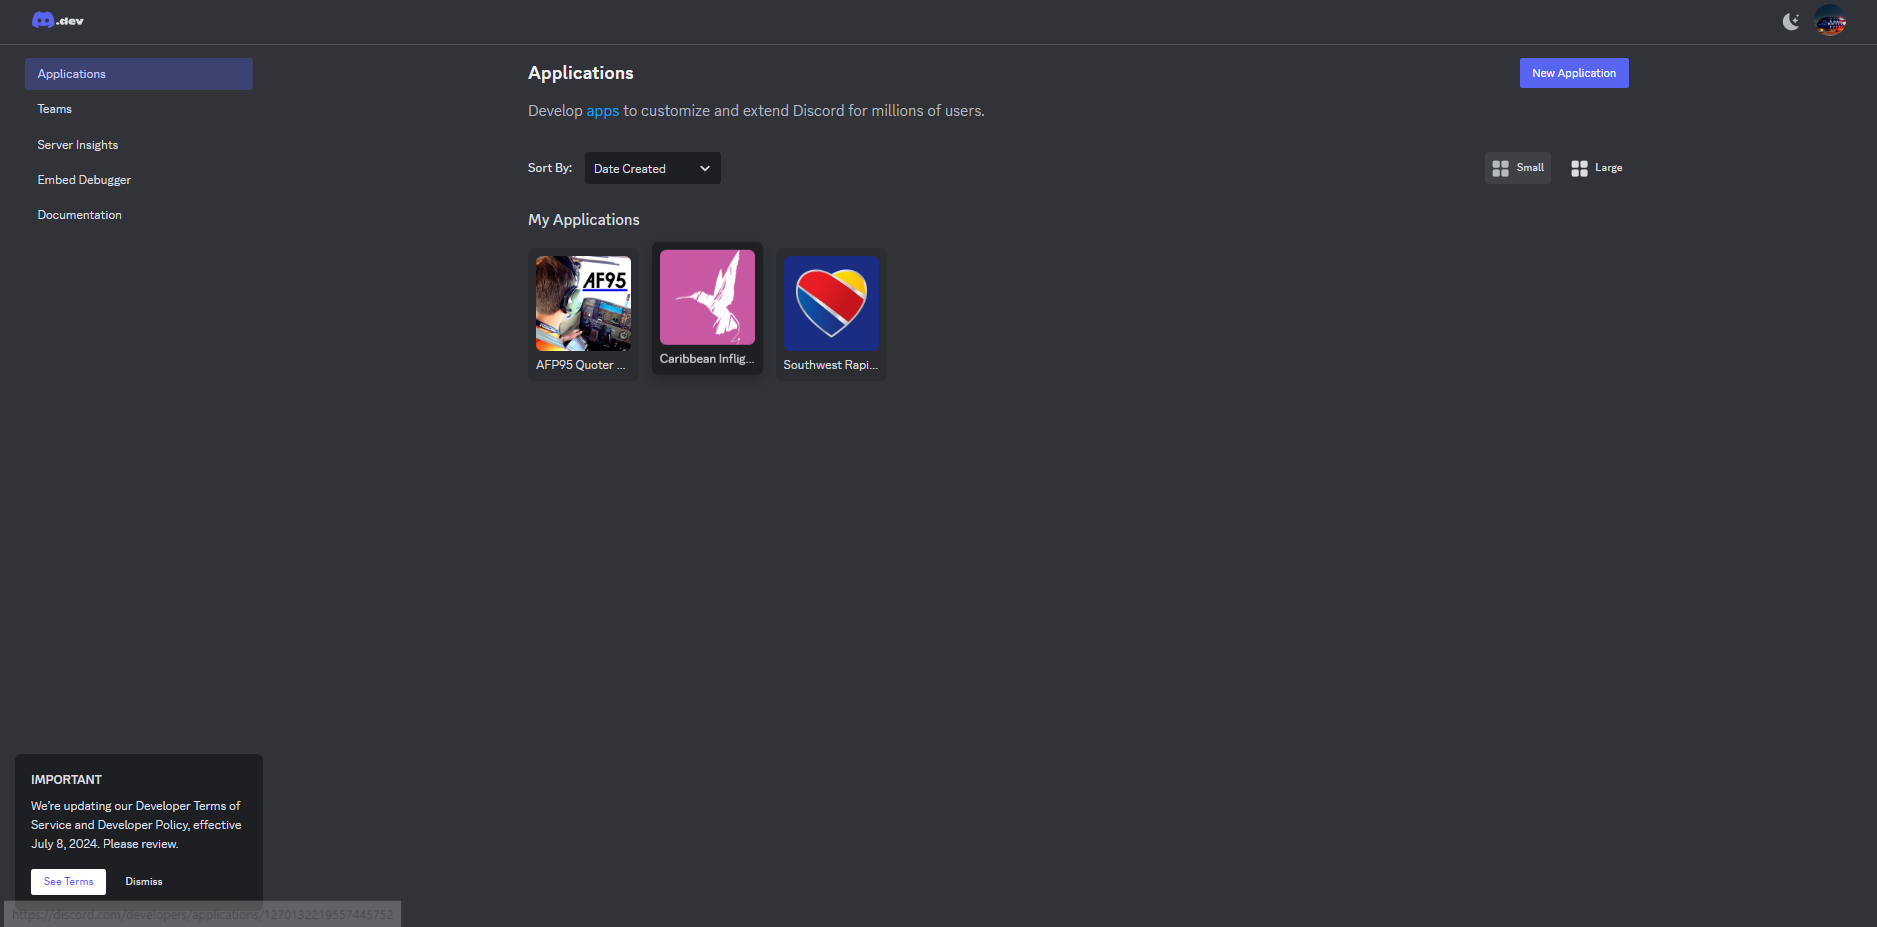 .dev
Applications
Teams
Server Insights
Embed Debugger
Documentation
Applications
New Application
Develop apps to customize and extend Discord for millions of users.
Sort By:
Date Created
Small
Large
My Applications
AF95
AFP95 Quoter ...
Caribbean Inflig...
Southwest Rapi...
IMPORTANT
We're updating our Developer Terms of
Service and Developer Policy, effective
July 8, 2024. Please review.
See Terms
Dismiss
https://discord.com/developers/applications/1270132219557445752